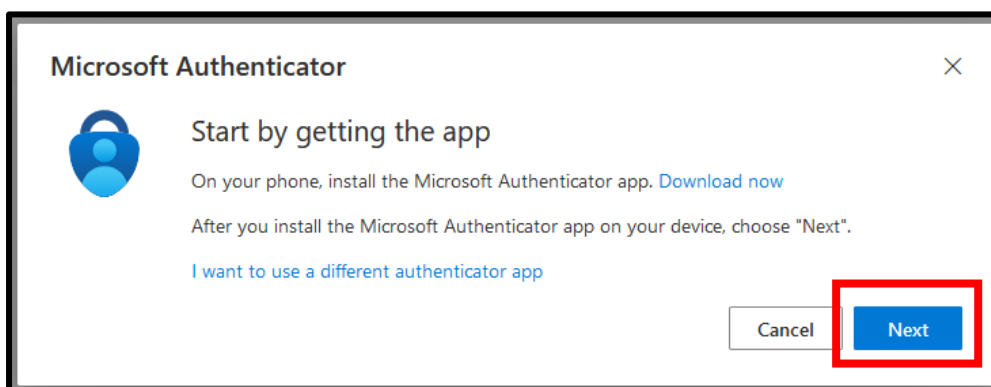 Microsoft Authenticator
Start by getting the app
On your phone, install the Microsoft Authenticator app. Download now
After you install the Microsoft Authenticator app on your device, choose "Next".
I want to use a different authenticator app
Cancel Next